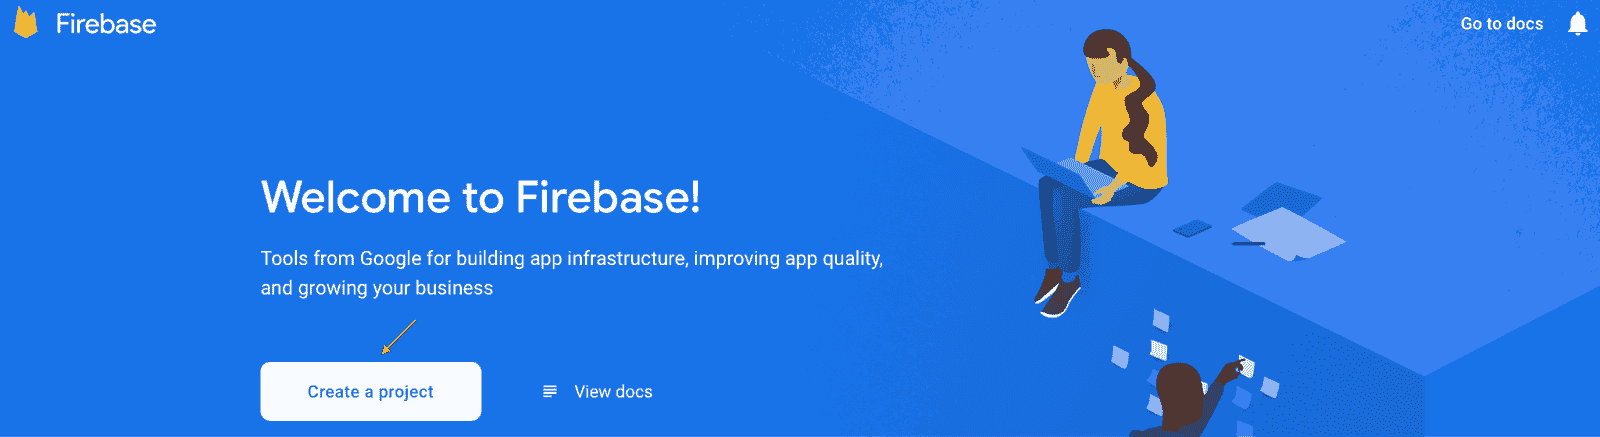 Firebase
Go to docs
Welcome to Firebase!
Tools from Google for building app infrastructure, improving app quality,
and growing your business
Create a project
View docs